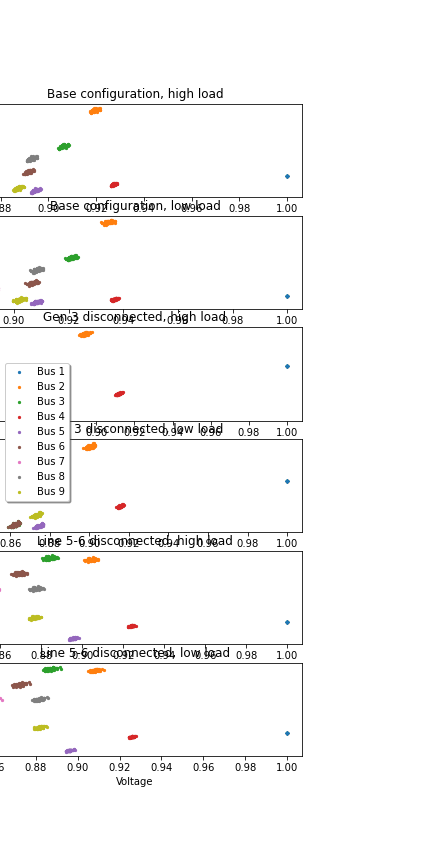 Base configuration, high load
88 0.90 0.92 0.94 0.96 0.98 1.00
Base configuration, low load
0.90 0.92 0.94 0.96 0.98 1.00
Gen 3 disconnected, high load
0.90 0.92 0.94 0.96 0.98 1.00
3 disconnected, low load
Bus 1
Bus 2
Bus 3
Bus 4
Bus 5
Bus 6
Bus 7
Bus 8
Bus 9
0.86 0.88 0.90 0.92 0.94 0.96 0.98 1.00
Line 5-6 disconnected, high load
86 0.88 0.90 0.92 0.94 0.96 0.98 1.00
Line 5-6 disconnected, low load
6 0.88 0.90 0.92 0.94 0.96 0.98 1.00
Voltage